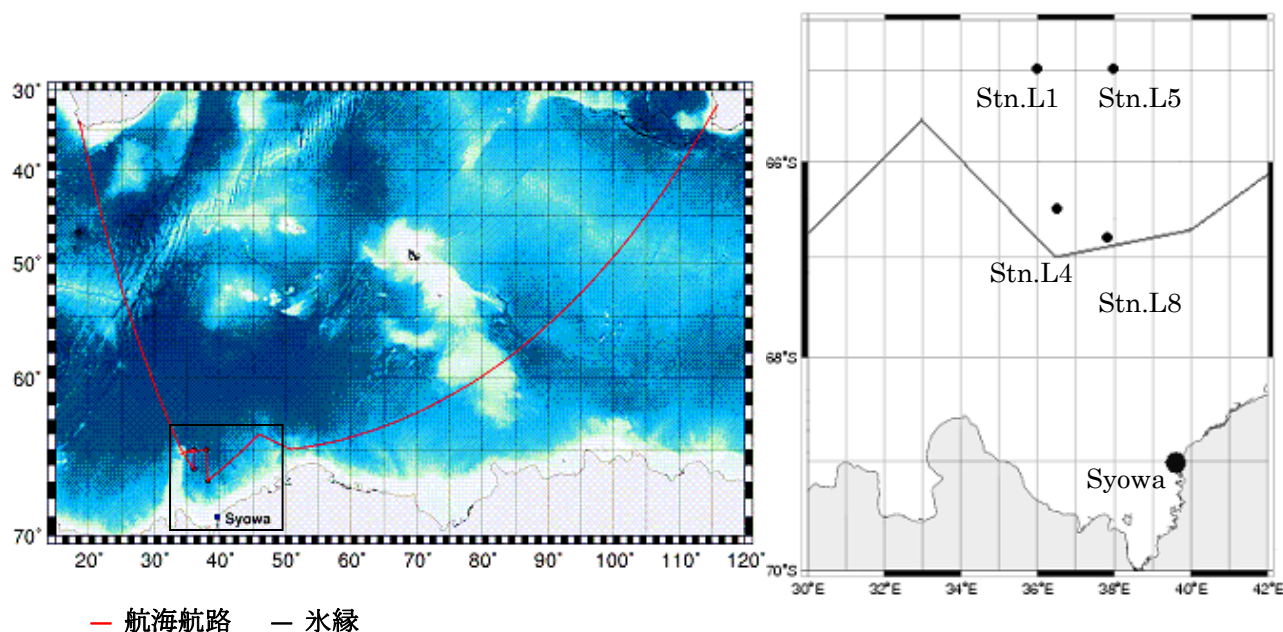 30°
40°
50°
60°
70°
20° 30° 40° 50° 60° 70° 80° 90° 100° 110° 120°
Syowa
— 航海航路 — 氷縁
Stn.L1 Stn.L5
66°S
Stn.L4
Stn.L8
68°S
Syowa
70°S
30°E 32°E 34°E 36°E 38°E 40°E 42°E